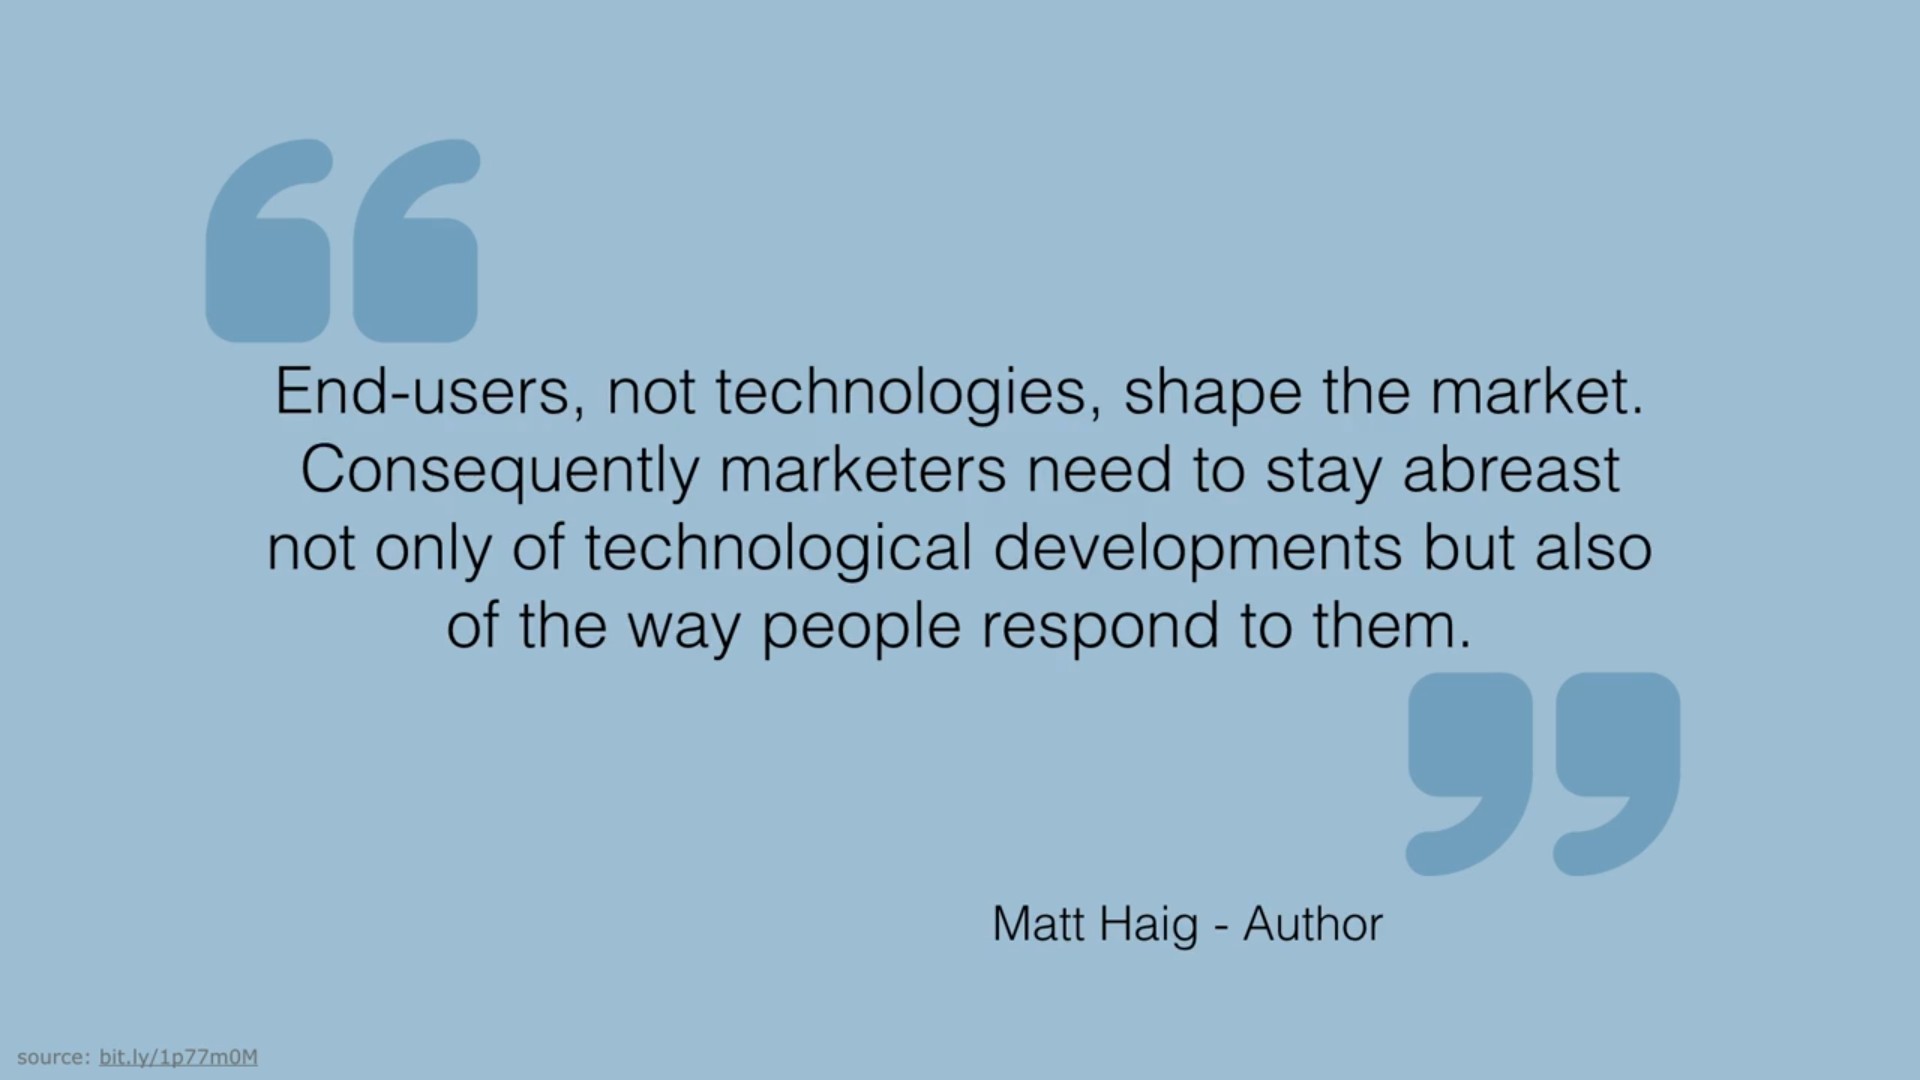 End-users, not technologies, shape the market.
Consequently marketers need to stay abreast
not only of technological developments but also
of the way people respond to them.
Matt Haig - Author
source: bit.ly/1p77m0M